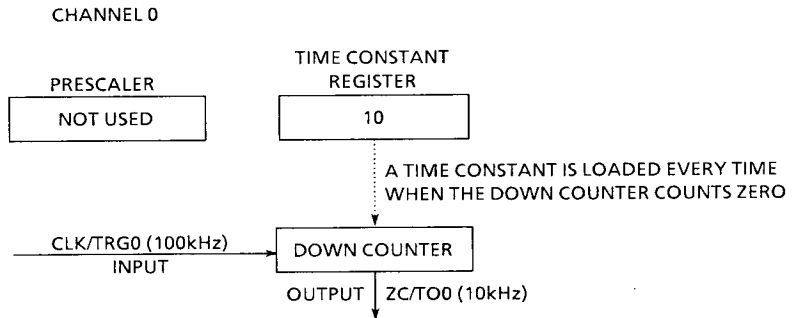 CHANNEL 0
PRESCALER
NOT USED
TIME CONSTANT
REGISTER
10
A TIME CONSTANT IS LOADED EVERY TIME
WHEN THE DOWN COUNTER COUNTS ZERO
CLK/TRG0 (100kHz)
INPUT
DOWN COUNTER
OUTPUT ZC/TO0 (10kHz)